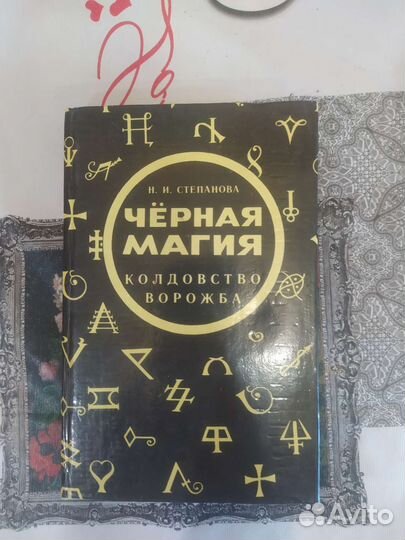 Н. И. СТЕПАНОВА
ЧЁРНАЯ
МАГИЯ
КОЛДОВСТВО
ВОРОЖБА
Avito